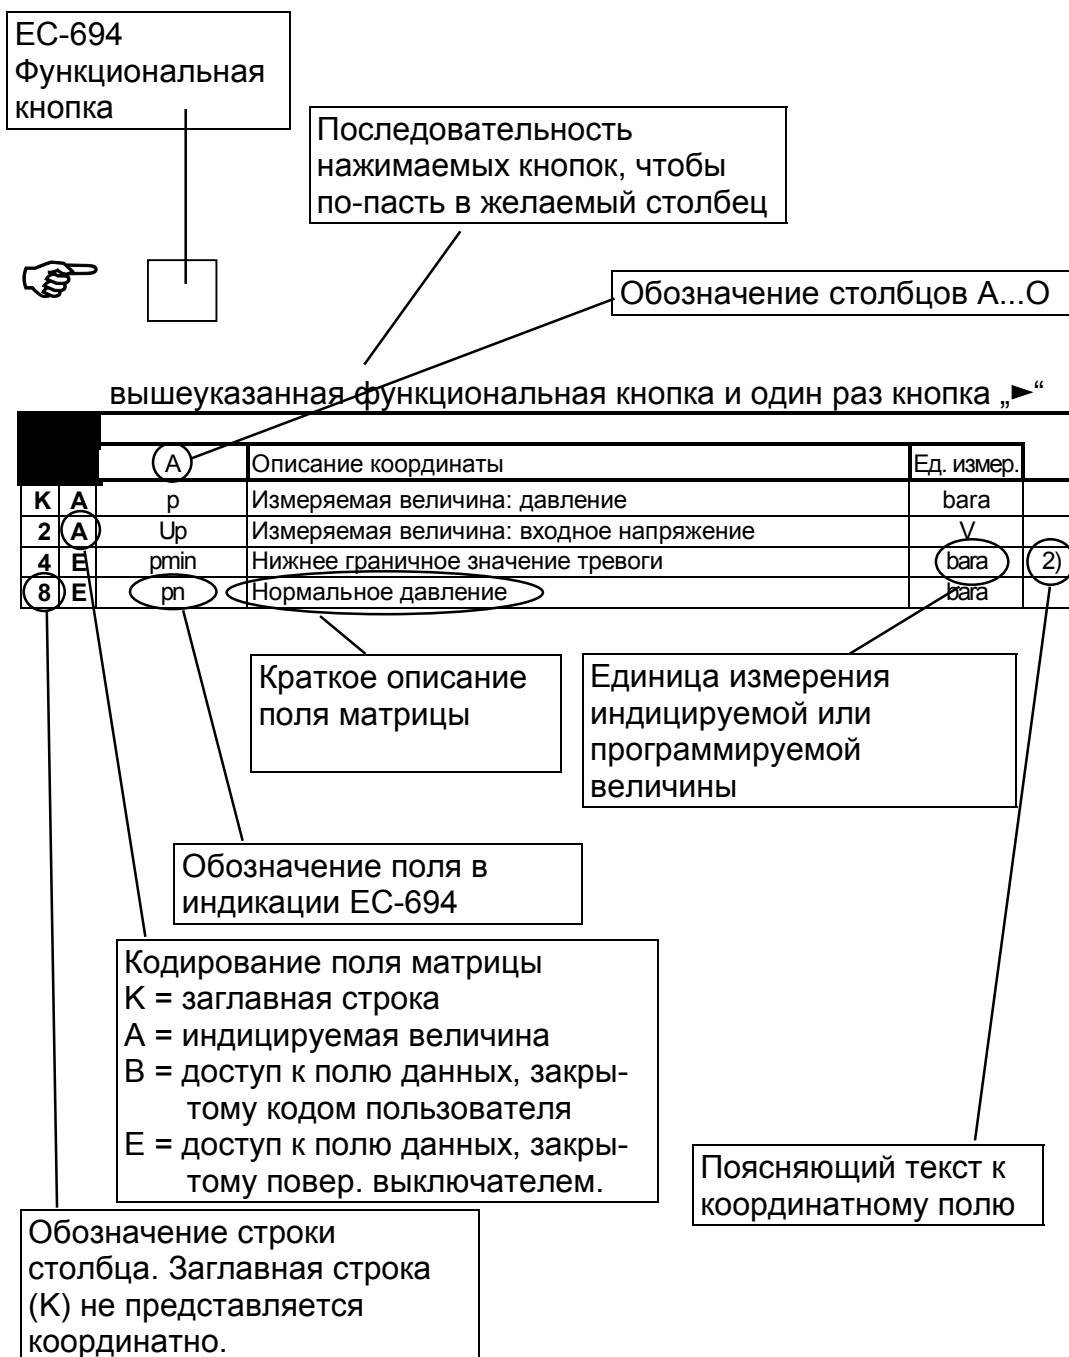 EC-694
Функциональная
кнопка
Последовательность
нажимаемых кнопок, чтобы
по-пасть в желаемый столбец
Обозначение столбцов А...О
вышеуказанная функциональная кнопка и один раз кнопка „►“
A Описание координаты Ед. измер.
K A p Измеряемая величина: давление bara
2 A Up Измеряемая величина: входное напряжение V
4 E pmin Нижнее граничное значение тревоги bara 2)
8 E pn Нормальное давление bara
Краткое описание
поля матрицы
Единица измерения
индицируемой или
программируемой
величины
Обозначение поля в
индикации EC-694
Кодирование поля матрицы
K = заглавная строка
A = индицируемая величина
B = доступ к полю данных, закры-
тому кодом пользователя
E = доступ к полю данных, закры-
тому повер. выключателем.
Поясняющий текст к
координатному полю
Обозначение строки
столбца. Заглавная строка
(K) не представляется
координатно.